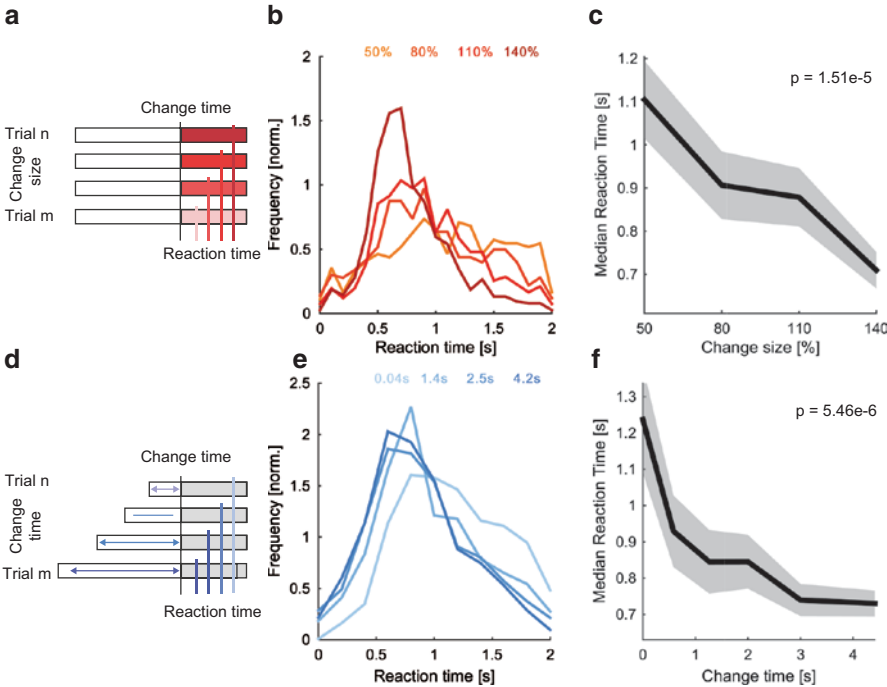 a
Change time
Trial n
Change
size
Trial m
Reaction time
b
50% 80% 110% 140%
2
1.5
1
0.5
0
Frequency [norm.]
0 0.5 1 1.5 2
Reaction time [s]
c
p = 1.51e-5
1.2
1.1
1
0.9
0.8
0.7
Median Reaction Time [s]
50 80 110 140
Change size [%]
d
Change time
Trial n
Change
time
Trial m
Reaction time
e
0.04s 1.4s 2.5s 4.2s
2.5
2
1.5
1
0.5
0
Frequency [norm.]
0 0.5 1 1.5 2
Reaction time [s]
f
p = 5.46e-6
1.3
1.2
1.1
1
0.9
0.8
0.7
Median Reaction Time [s]
0 1 2 3 4
Change time [s]